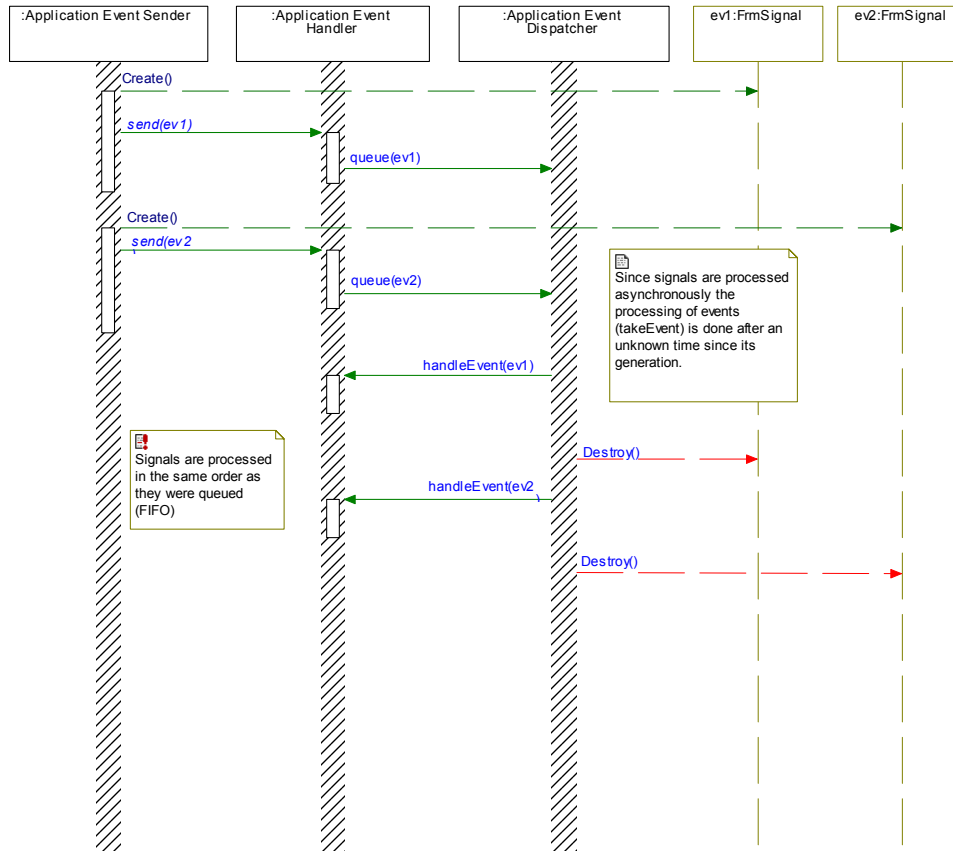 :Application Event Sender
:Application Event
Handler
:Application Event
Dispatcher
ev1:FrmSignal
ev2:FrmSignal
Create()
send(ev1)
queue(ev1)
Create()
send(ev2
)
queue(ev2)
Since signals are processed
asynchronously the
processing of events
(takeEvent) is done after an
unknown time since its
generation.
handleEvent(ev1)
Signals are processed
in the same order as
they were queued
(FIFO)
Destroy()
handleEvent(ev2
)
Destroy()